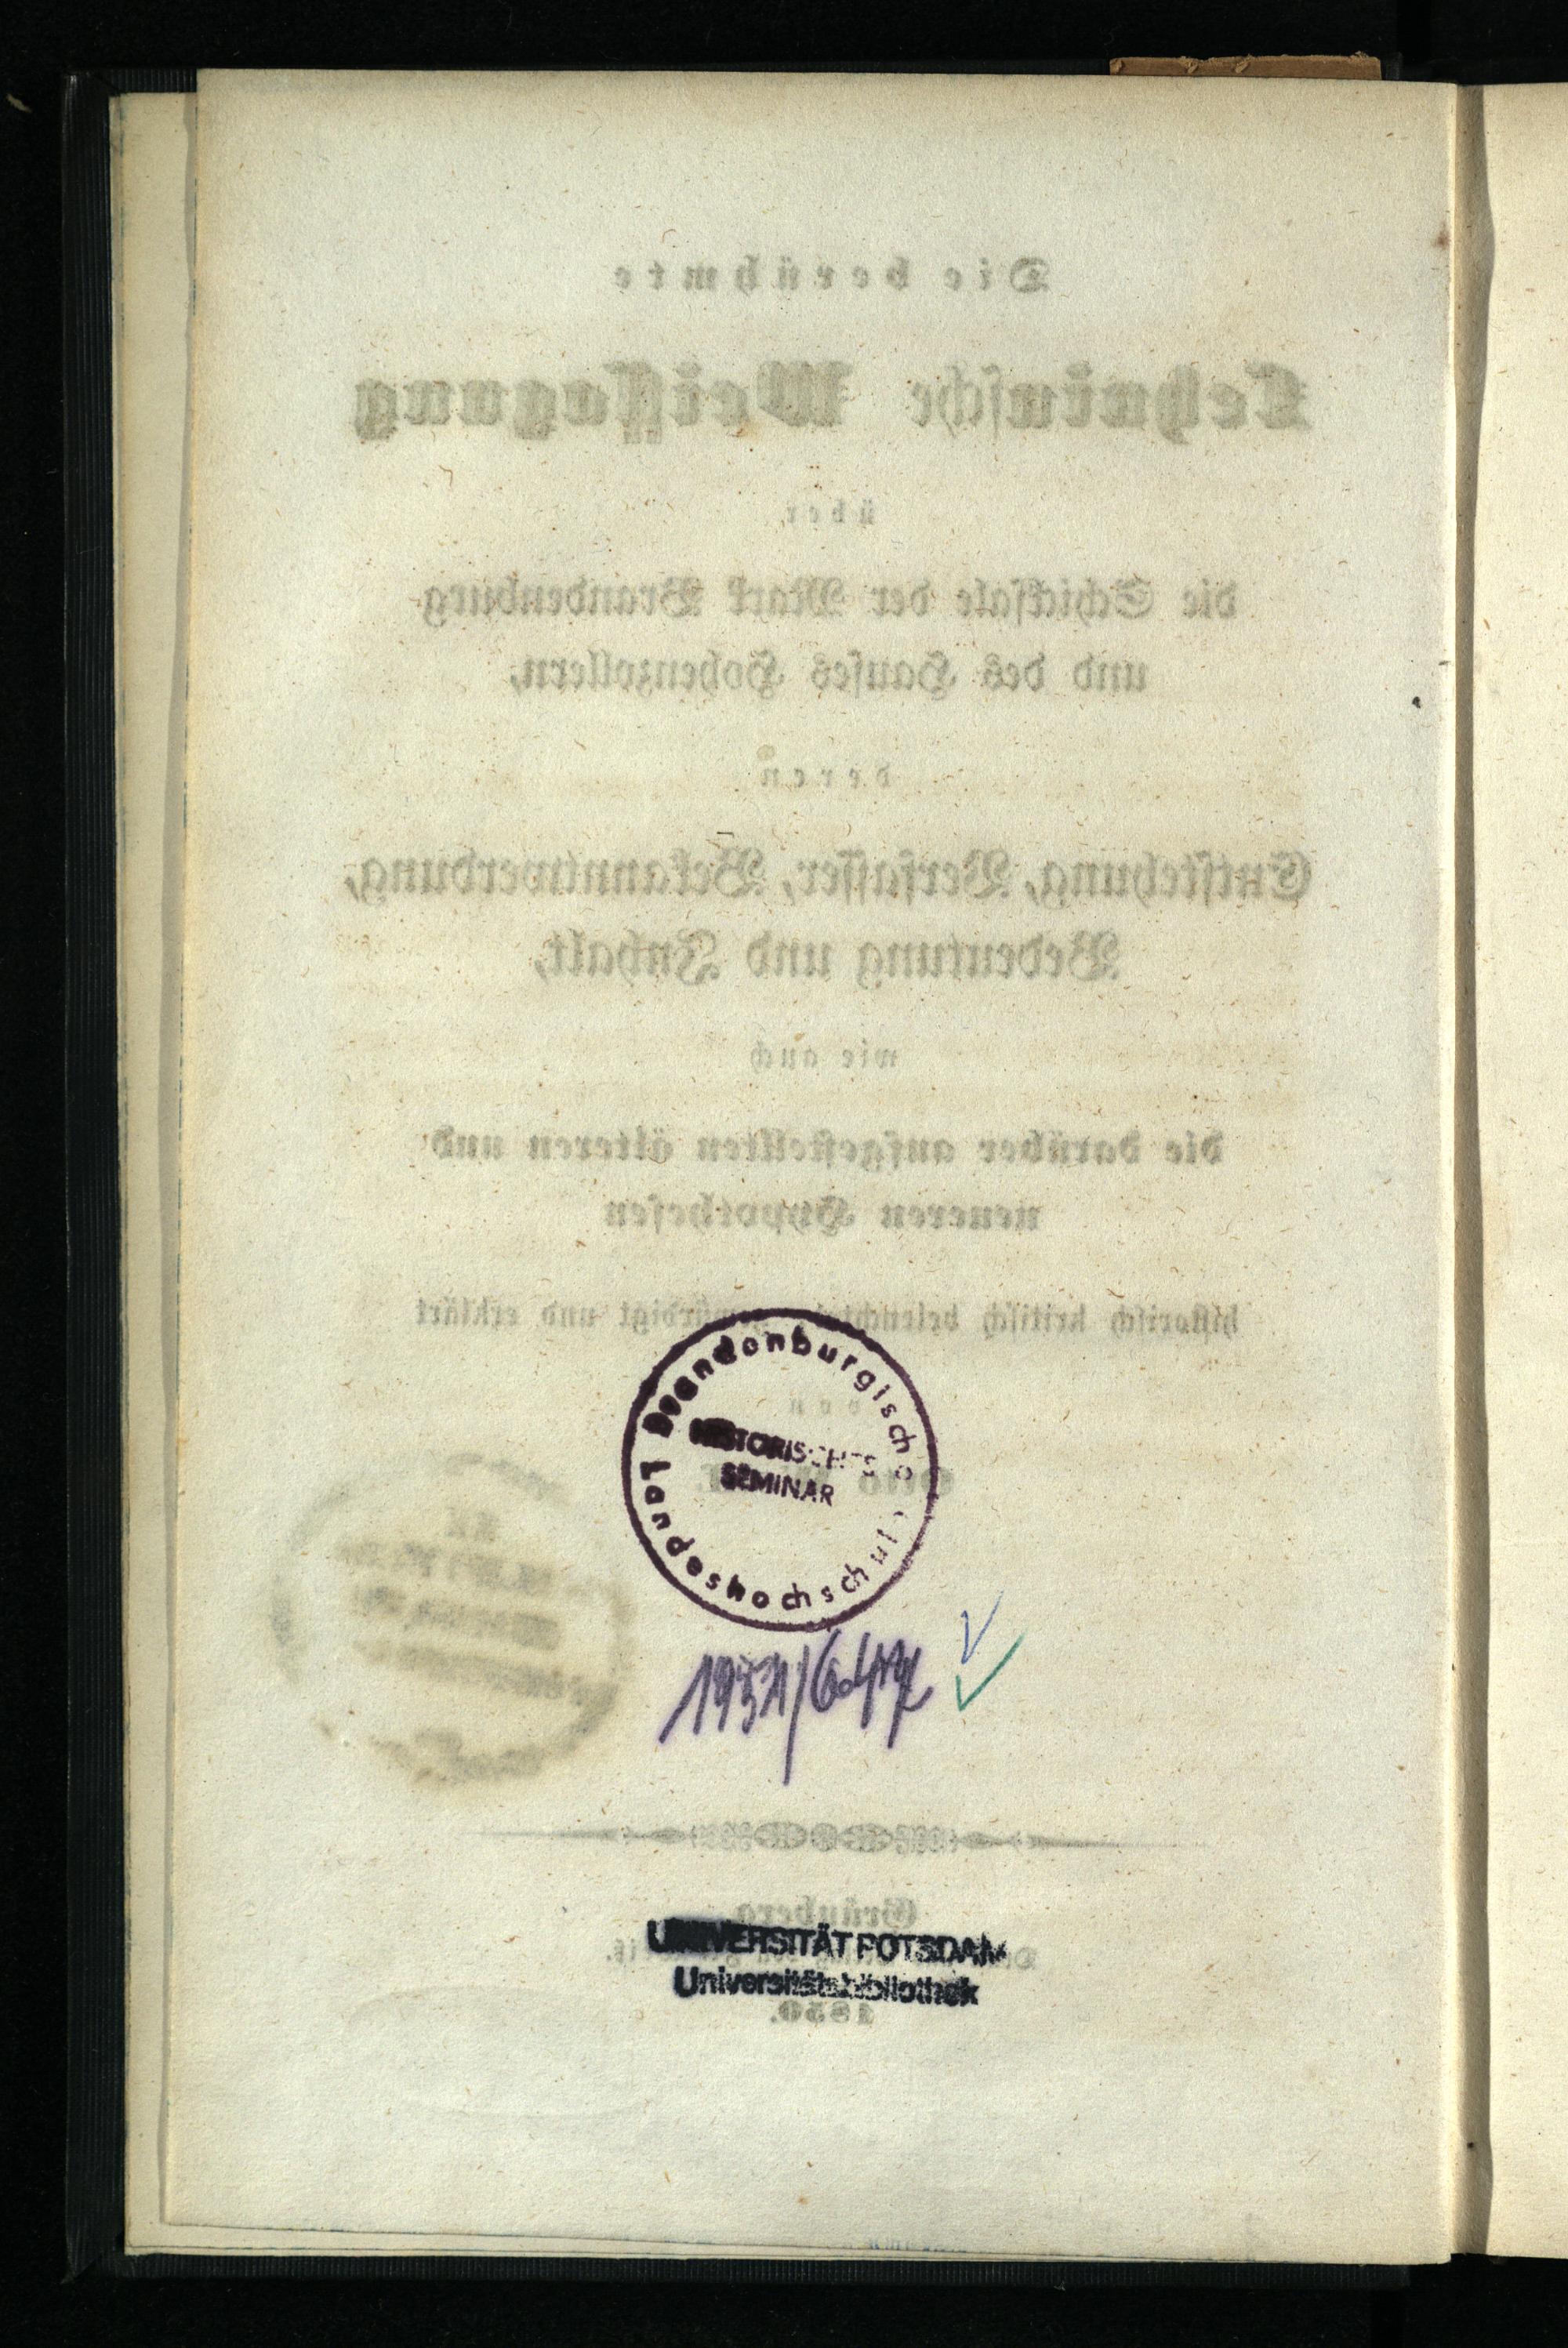 Die berühmte
Lehninsche Weissagung
über
die Schicksale der Mark Brandenburg
und des Hauses Hohenzollern,
deren
Entstehung, Verfasser, Bekanntwerdung,
Bedeutung und Inhalt,
wie auch
die darüber aufgestellten älteren und
neueren Hypothesen
historisch kritisch beleuchtet, gewürdigt und erklärt
von
Brandenburgische
Landeshochschule
HISTORISCHES
SEMINAR
Grünberg
UNIVERSITÄT POTSDAM
Universitätsbibliothek
1850.